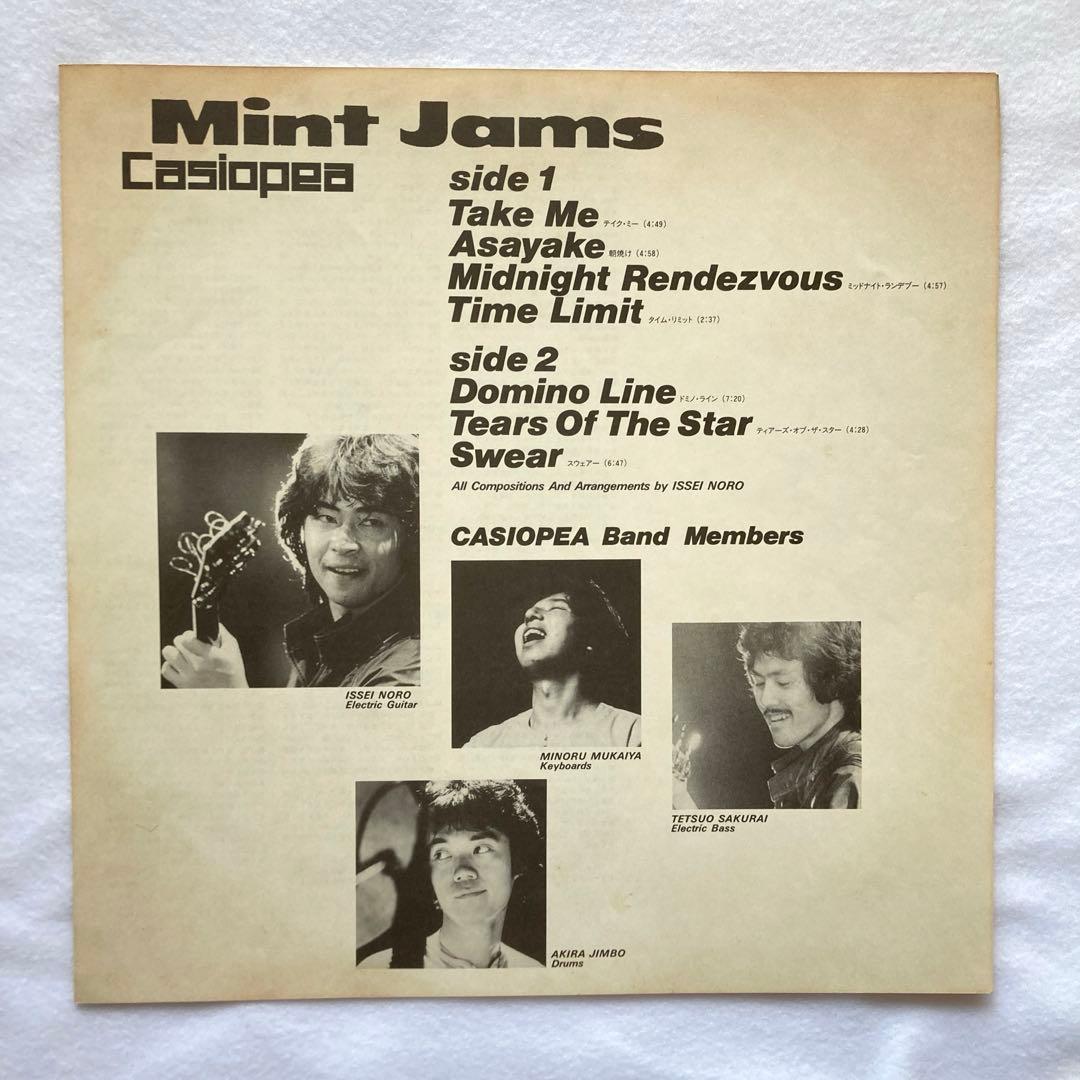 Mint Jams
Casiopea
side 1
Take Me テイク・ミー (4:49)
Asayake 朝焼け (4:58)
Midnight Rendezvous ミッドナイト・ランデブー (4:57)
Time Limit タイム・リミット (2:37)
side 2
Domino Line ドミノ・ライン (7:20)
Tears Of The Star ティアーズ・オブ・ザ・スター (4:28)
Swear スウェアー (6:47)
All Compositions And Arrangements by ISSEI NORO
CASIOPEA Band Members
ISSEI NORO
Electric Guitar
MINORU MUKAIYA
Keyboards
TETSUO SAKURAI
Electric Bass
AKIRA JIMBO
Drums